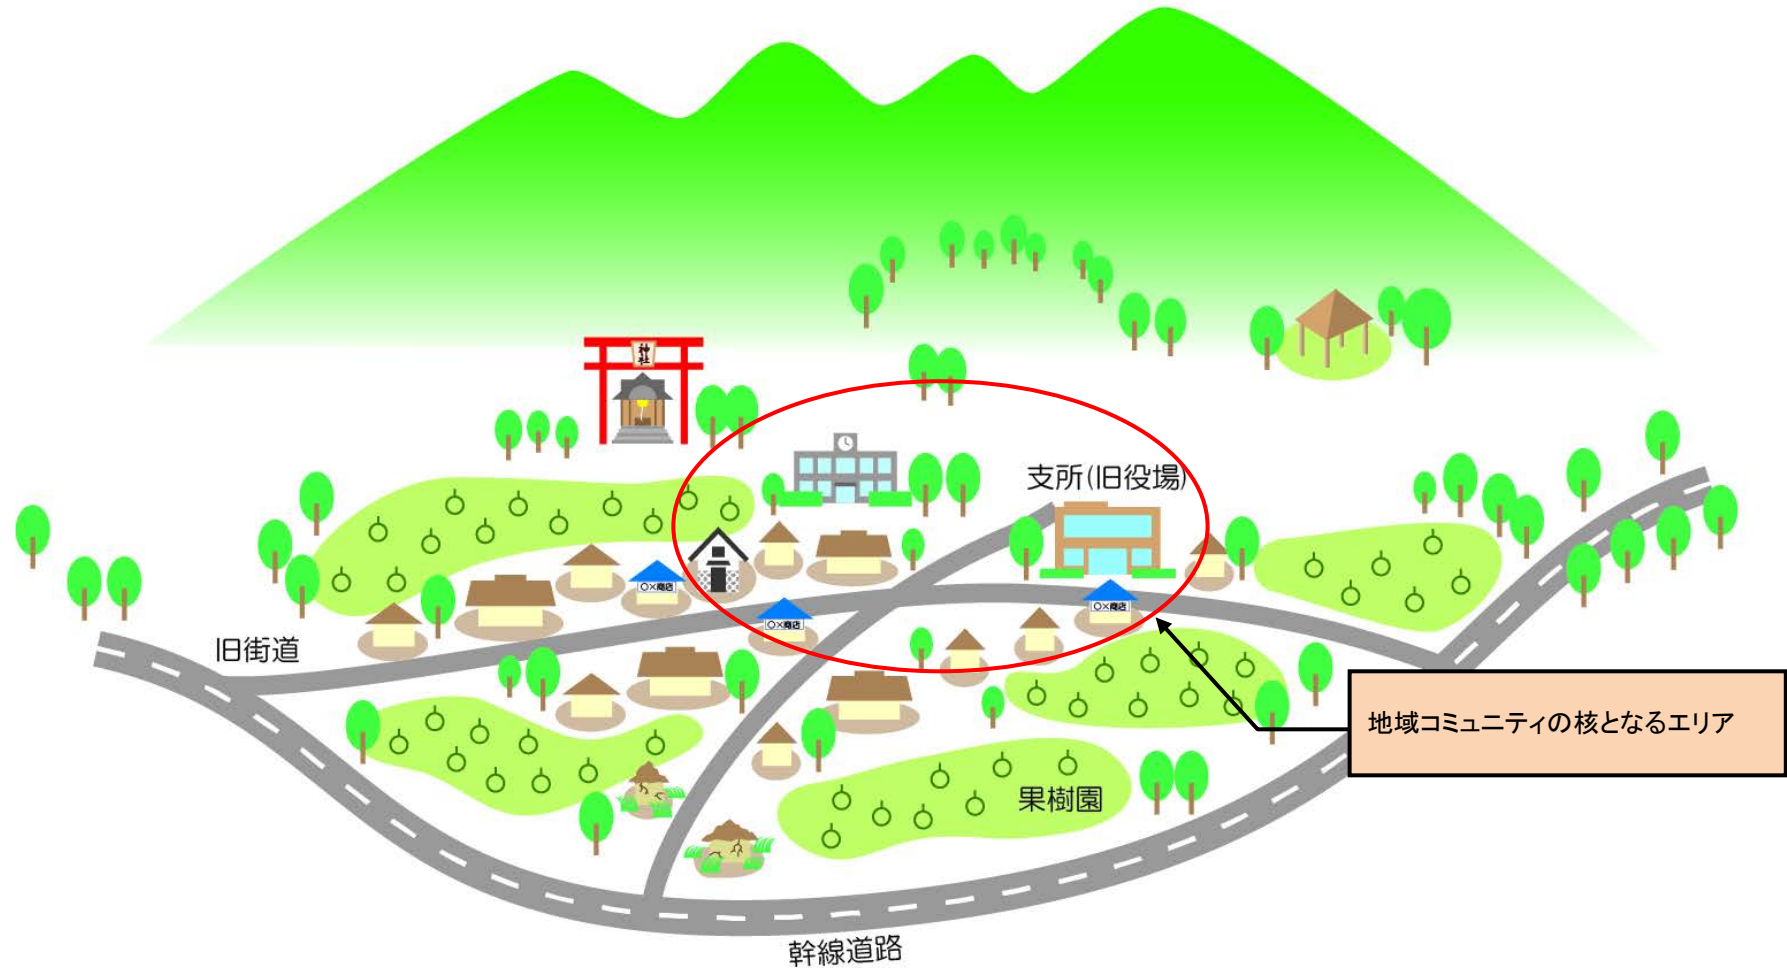 神社
支所(旧役場)
〇×商店
〇×商店
〇×商店
旧街道
地域コミュニティの核となるエリア
果樹園
幹線道路